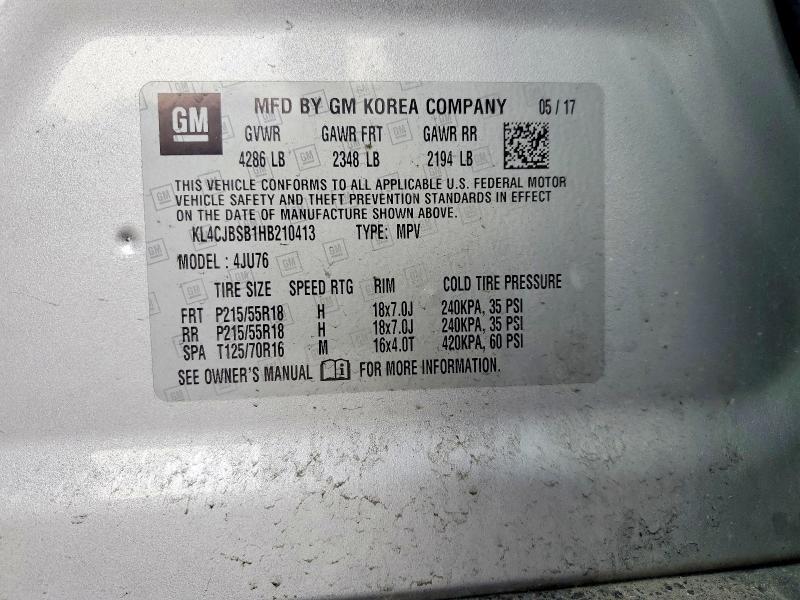 GM MFD BY GM KOREA COMPANY 05 / 17
GVWR GAWR FRT GAWR RR
4286 LB 2348 LB 2194 LB
THIS VEHICLE CONFORMS TO ALL APPLICABLE U.S. FEDERAL MOTOR
VEHICLE SAFETY AND THEFT PREVENTION STANDARDS IN EFFECT
ON THE DATE OF MANUFACTURE SHOWN ABOVE.
KL4CJBSB1HB210413 TYPE: MPV
MODEL : 4JU76
TIRE SIZE SPEED RTG RIM COLD TIRE PRESSURE
FRT P215/55R18 H 18x7.0J 240KPA, 35 PSI
RR P215/55R18 H 18x7.0J 240KPA, 35 PSI
SPA T125/70R16 M 16x4.0T 420KPA, 60 PSI
SEE OWNER'S MANUAL FOR MORE INFORMATION.